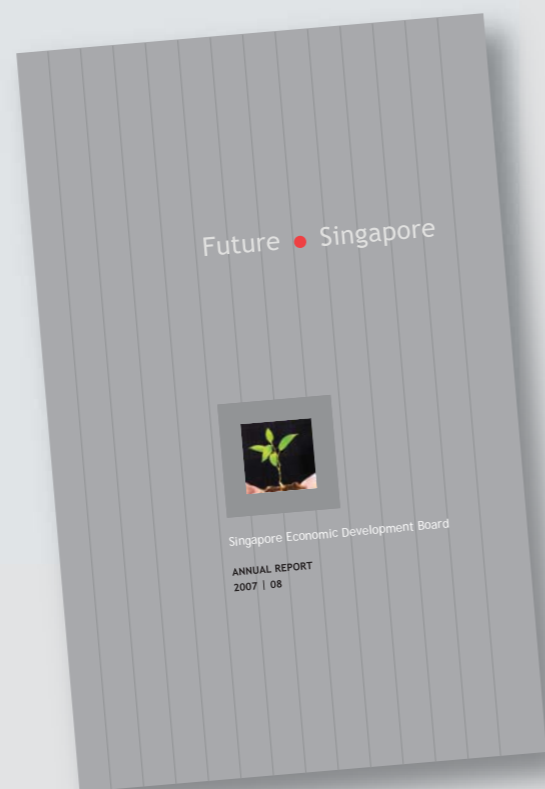 Future • Singapore
Singapore Economic Development Board
ANNUAL REPORT
2007 | 08